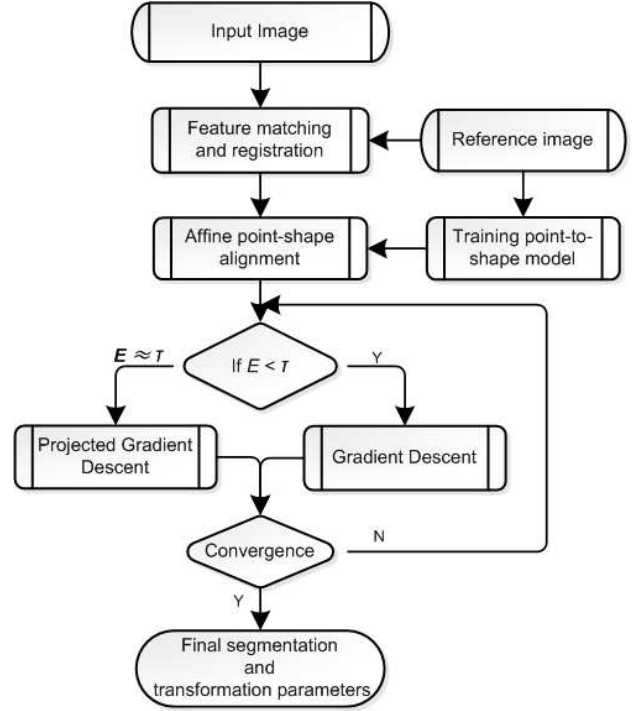 Input Image
Feature matching
and registration
Reference image
Affine point-shape
alignment
Training point-to-
shape model
E ≈ τ
If E < τ
Y
Projected Gradient
Descent
Gradient Descent
Convergence
N
Y
Final segmentation
and
transformation parameters